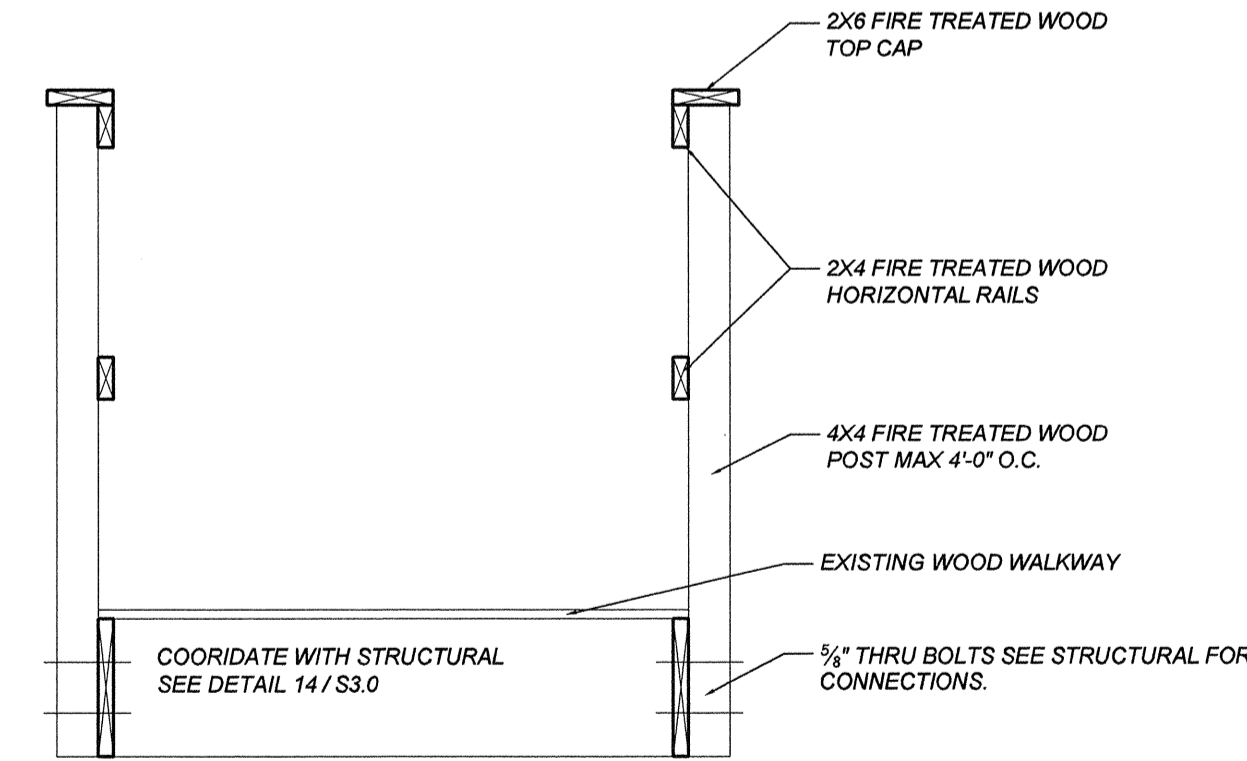 2X6 FIRE TREATED WOOD
TOP CAP
2X4 FIRE TREATED WOOD
HORIZONTAL RAILS
4X4 FIRE TREATED WOOD
POST MAX 4'-0" O.C.
EXISTING WOOD WALKWAY
COORIDATE WITH STRUCTURAL
SEE DETAIL 14 / S3.0
⅝" THRU BOLTS SEE STRUCTURAL FOR
CONNECTIONS.